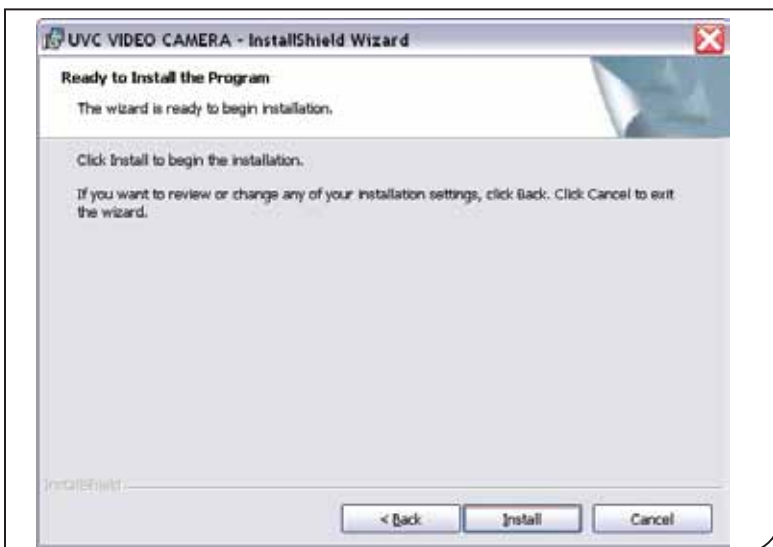 UVC VIDEO CAMERA - InstallShield Wizard
Ready to Install the Program
The wizard is ready to begin installation.
Click Install to begin the installation.
If you want to review or change any of your installation settings, click Back. Click Cancel to exit
the wizard.
InstallShield
< Back Install Cancel